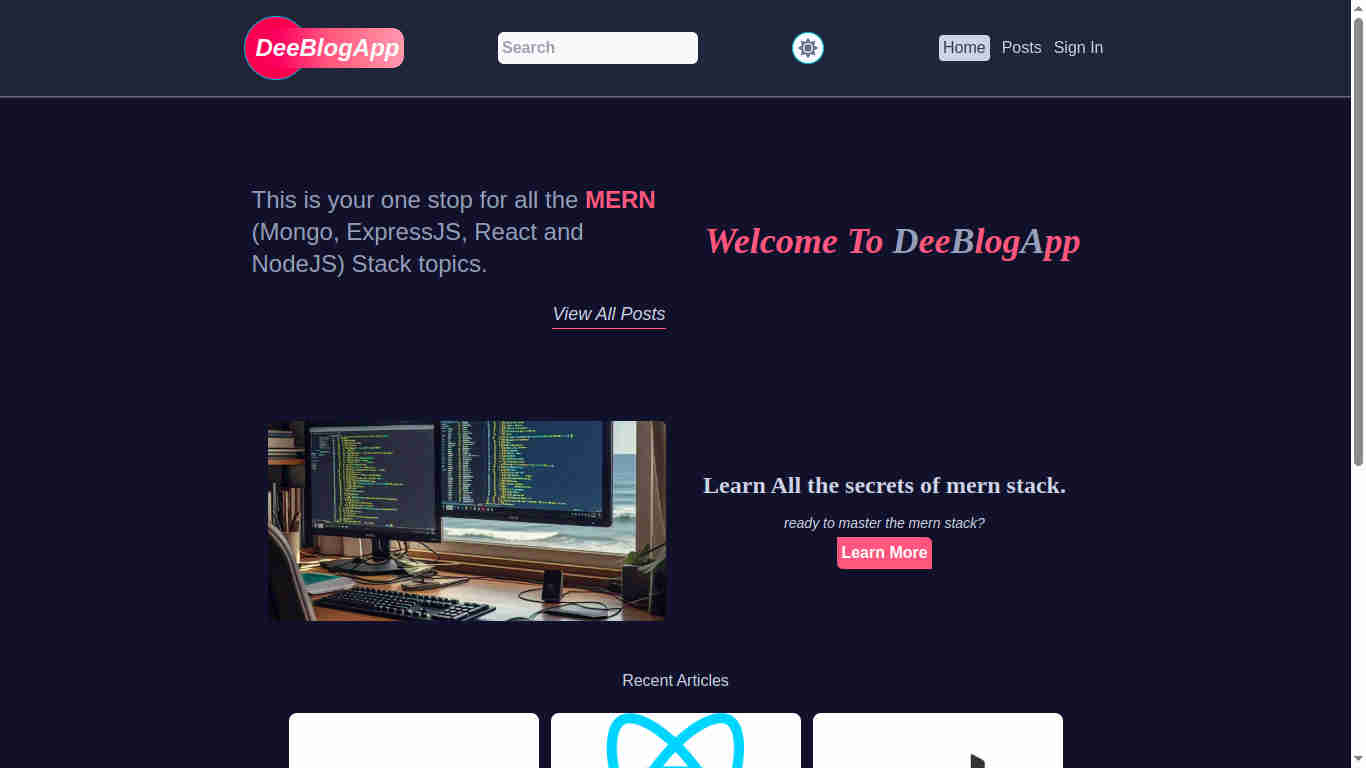 DeeBlogApp
Search
Home Posts Sign In
This is your one stop for all the MERN
(Mongo, ExpressJS, React and
NodeJS) Stack topics.
View All Posts
Welcome To DeeBlogApp
Learn All the secrets of mern stack.
ready to master the mern stack?
Learn More
Recent Articles